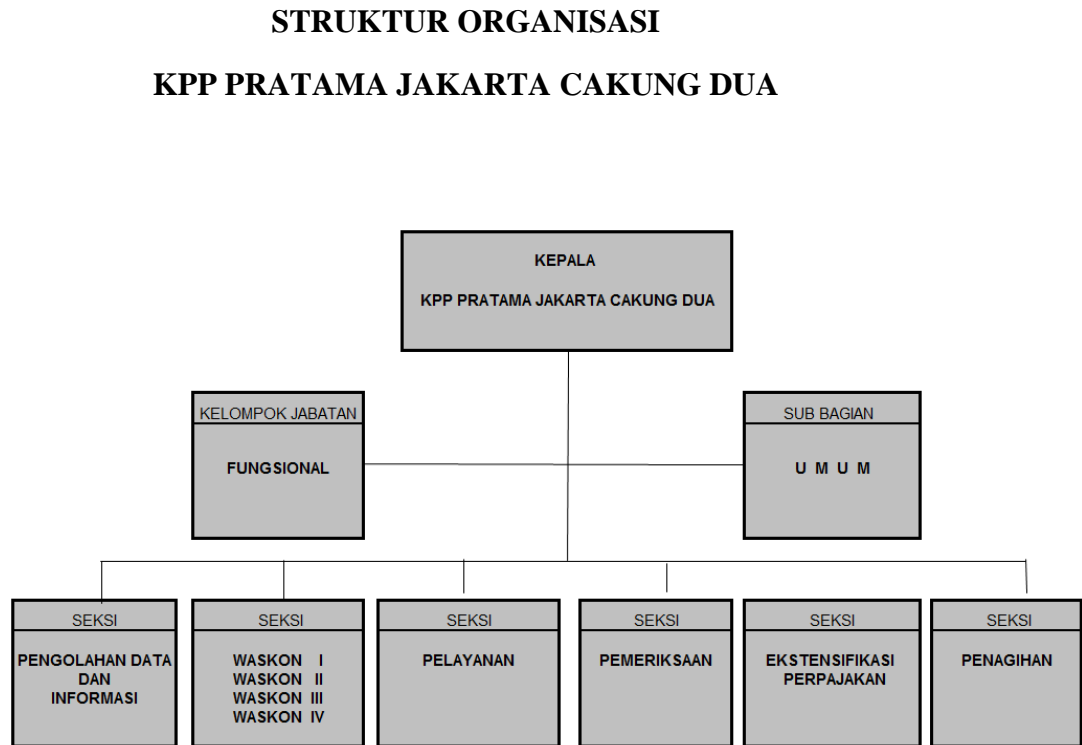 STRUKTUR ORGANISASI
KPP PRATAMA JAKARTA CAKUNG DUA
KEPALA
KPP PRATAMA JAKARTA CAKUNG DUA
KELOMPOK JABATAN
FUNGSIONAL
SUB BAGIAN
U M U M
SEKSI
PENGOLAHAN DATA
DAN
INFORMASI
SEKSI
WASKON I
WASKON II
WASKON III
WASKON IV
SEKSI
PELAYANAN
SEKSI
PEMERIKSAAN
SEKSI
EKSTENSIFIKASI
PERPAJAKAN
SEKSI
PENAGIHAN